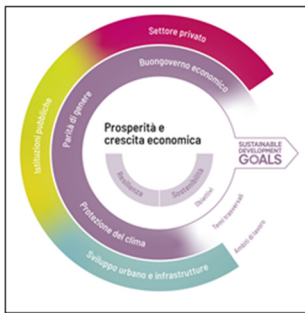 Settore privato
Buongoverno economico
Istituzioni pubbliche
Parità di genere
Prosperità e
crescita economica
SUSTAINABLE
DEVELOPMENT
GOALS
Resilienza
Sostenibilità
Obiettivi
Temi trasversali
Ambiti di lavoro
Protezione del clima
Sviluppo urbano e infrastrutture